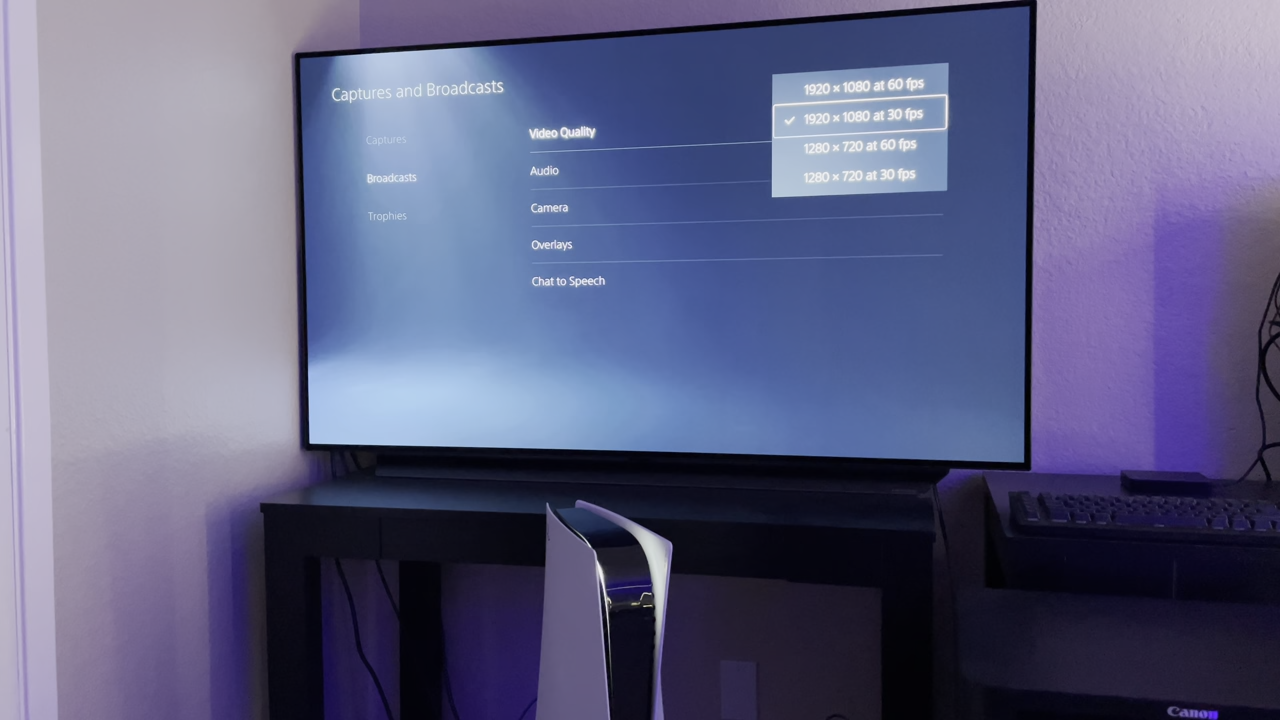 Captures and Broadcasts
Captures
Broadcasts
Trophies
Video Quality
Audio
Camera
Overlays
Chat to Speech
1920 × 1080 at 60 fps
1920 × 1080 at 30 fps
1280 × 720 at 60 fps
1280 × 720 at 30 fps
Canon